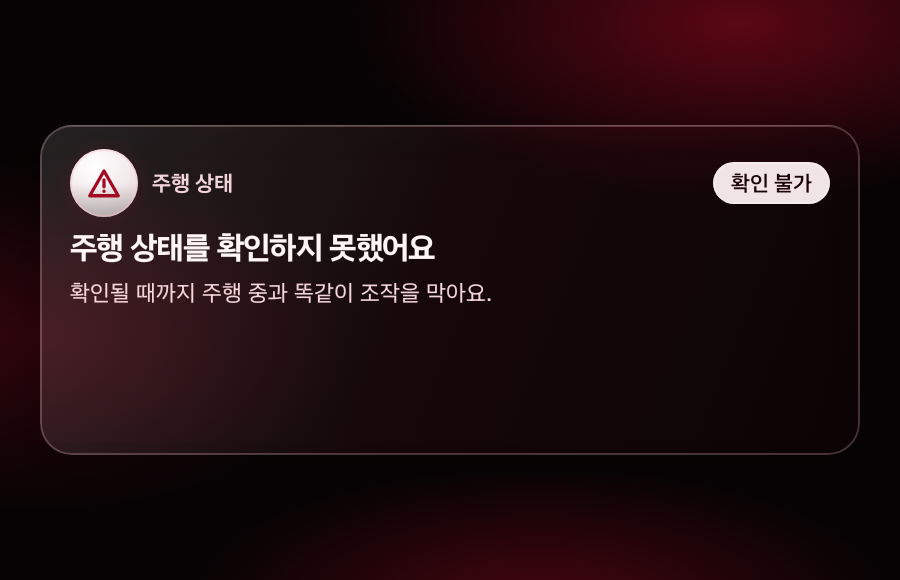 주행 상태
확인 불가
주행 상태를 확인하지 못했어요
확인될 때까지 주행 중과 똑같이 조작을 막아요.